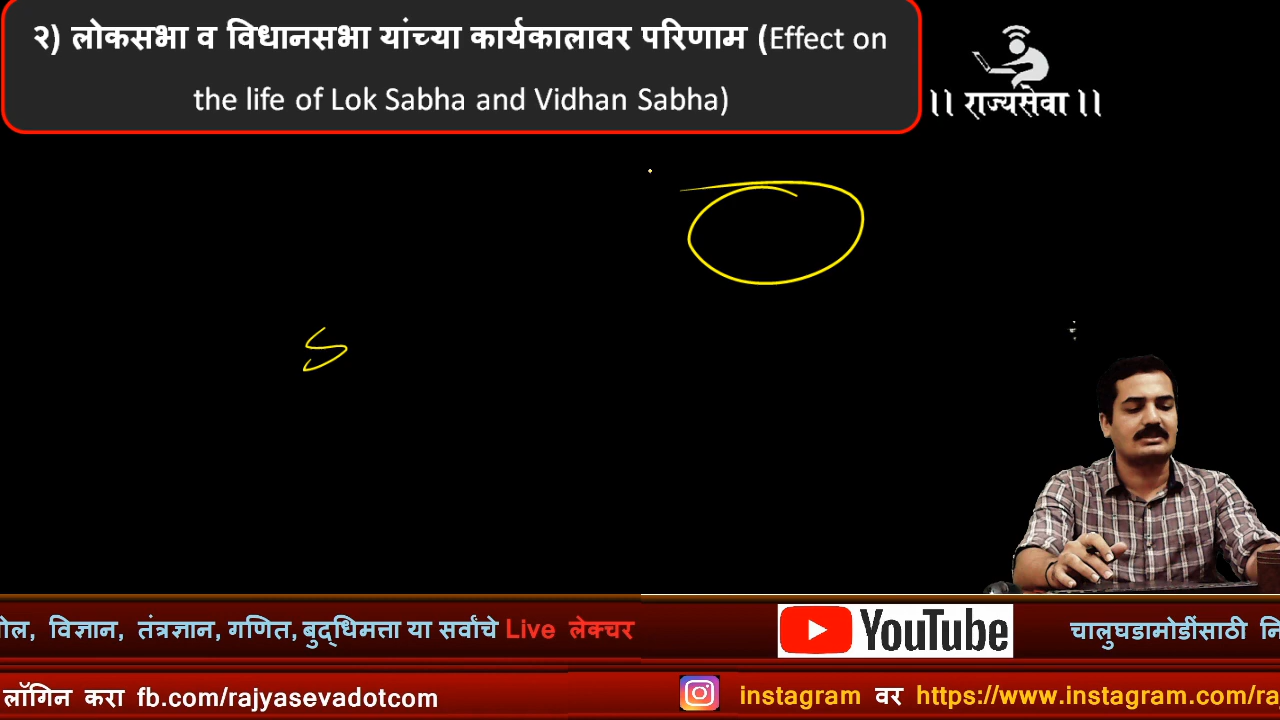 २) लोकसभा व विधानसभा यांच्या कार्यकालावर परिणाम (Effect on
the life of Lok Sabha and Vidhan Sabha)
।। राज्यसेवा ।।
S
ोल, विज्ञान, तंत्रज्ञान, गणित, बुद्धिमत्ता या सर्वांचे Live लेक्चर
YouTube
चालुघडामोडींसाठी नि
लॉगिन करा fb.com/rajyasevadotcom
instagram वर https://www.instagram.com/ra